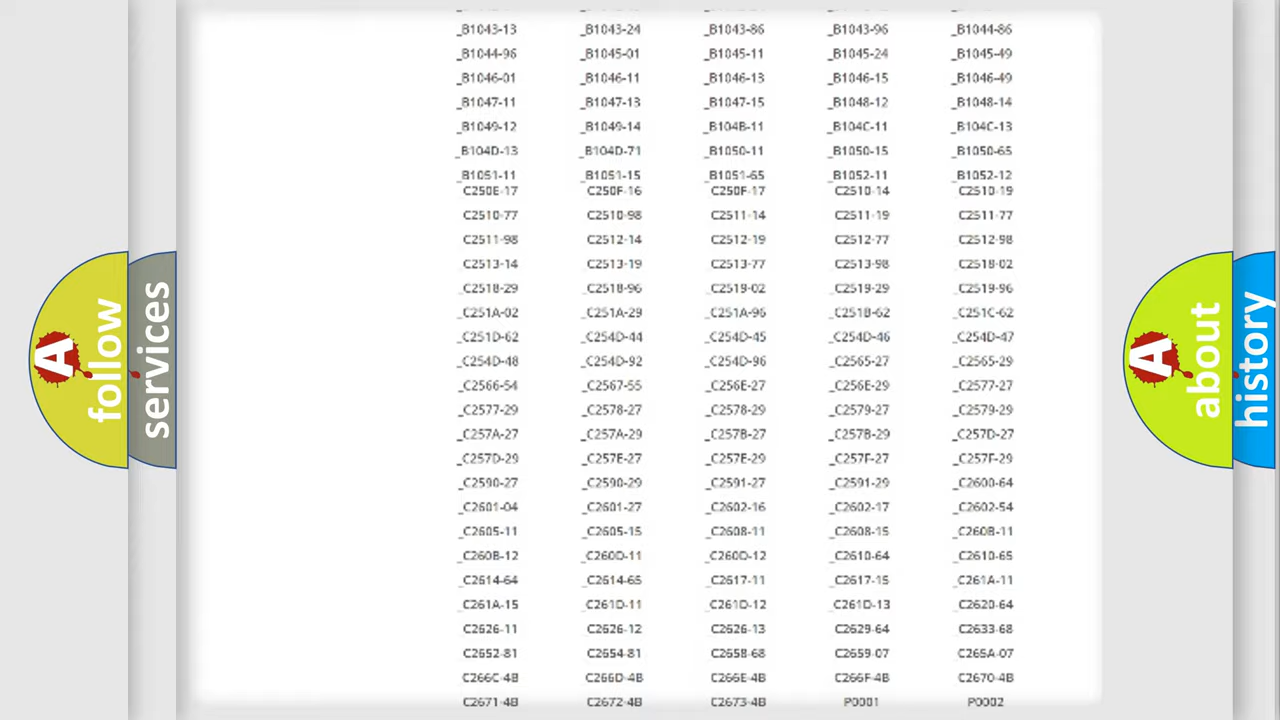 _B1043-13 _B1043-24 _B1043-86 _B1043-96 _B1044-86
_B1044-96 _B1045-01 _B1045-11 _B1045-24 _B1045-49
_B1046-01 _B1046-11 _B1046-13 _B1046-15 _B1046-49
_B1047-11 _B1047-13 _B1047-15 _B1048-12 _B1048-14
_B1049-12 _B1049-14 _B104B-11 _B104C-11 _B104C-13
_B104D-13 _B104D-71 _B1050-11 _B1050-15 _B1050-65
_B1051-11 _B1051-15 _B1051-65 _B1052-11 _B1052-12
C250E-17 C250F-16 C250F-17 C2510-14 C2510-19
C2510-77 C2510-98 C2511-14 C2511-19 C2511-77
C2511-98 C2512-14 C2512-19 C2512-77 C2512-98
C2513-14 C2513-19 C2513-77 C2513-98 C2518-02
_C2518-29 _C2518-96 _C2519-02 _C2519-29 _C2519-96
_C251A-02 _C251A-29 _C251A-96 _C251B-62 _C251C-62
_C251D-62 _C254D-44 _C254D-45 _C254D-46 _C254D-47
_C254D-48 _C254D-92 _C254D-96 _C2565-27 _C2565-29
_C2566-54 _C2567-55 _C256E-27 _C256E-29 _C2577-27
_C2577-29 _C2578-27 _C2578-29 _C2579-27 _C2579-29
_C257A-27 _C257A-29 _C257B-27 _C257B-29 _C257D-27
_C257D-29 _C257E-27 _C257E-29 _C257F-27 _C257F-29
_C2590-27 _C2590-29 _C2591-27 _C2591-29 _C2600-64
_C2601-04 _C2601-27 _C2602-16 _C2602-17 _C2602-54
_C2605-11 _C2605-15 _C2608-11 _C2608-15 _C260B-11
_C260B-12 _C260D-11 _C260D-12 _C2610-64 _C2610-65
_C2614-64 _C2614-65 _C2617-11 _C2617-15 _C261A-11
_C261A-15 _C261D-11 _C261D-12 _C261D-13 _C2620-64
C2626-11 C2626-12 C2626-13 C2629-64 C2633-68
C2652-81 C2654-81 C265B-68 C2659-07 C265A-07
C266C-4B C266D-4B C266E-4B C266F-4B C2670-4B
C2671-4B C2672-4B C2673-4B P0001 P0002
A follow
services
A about
history